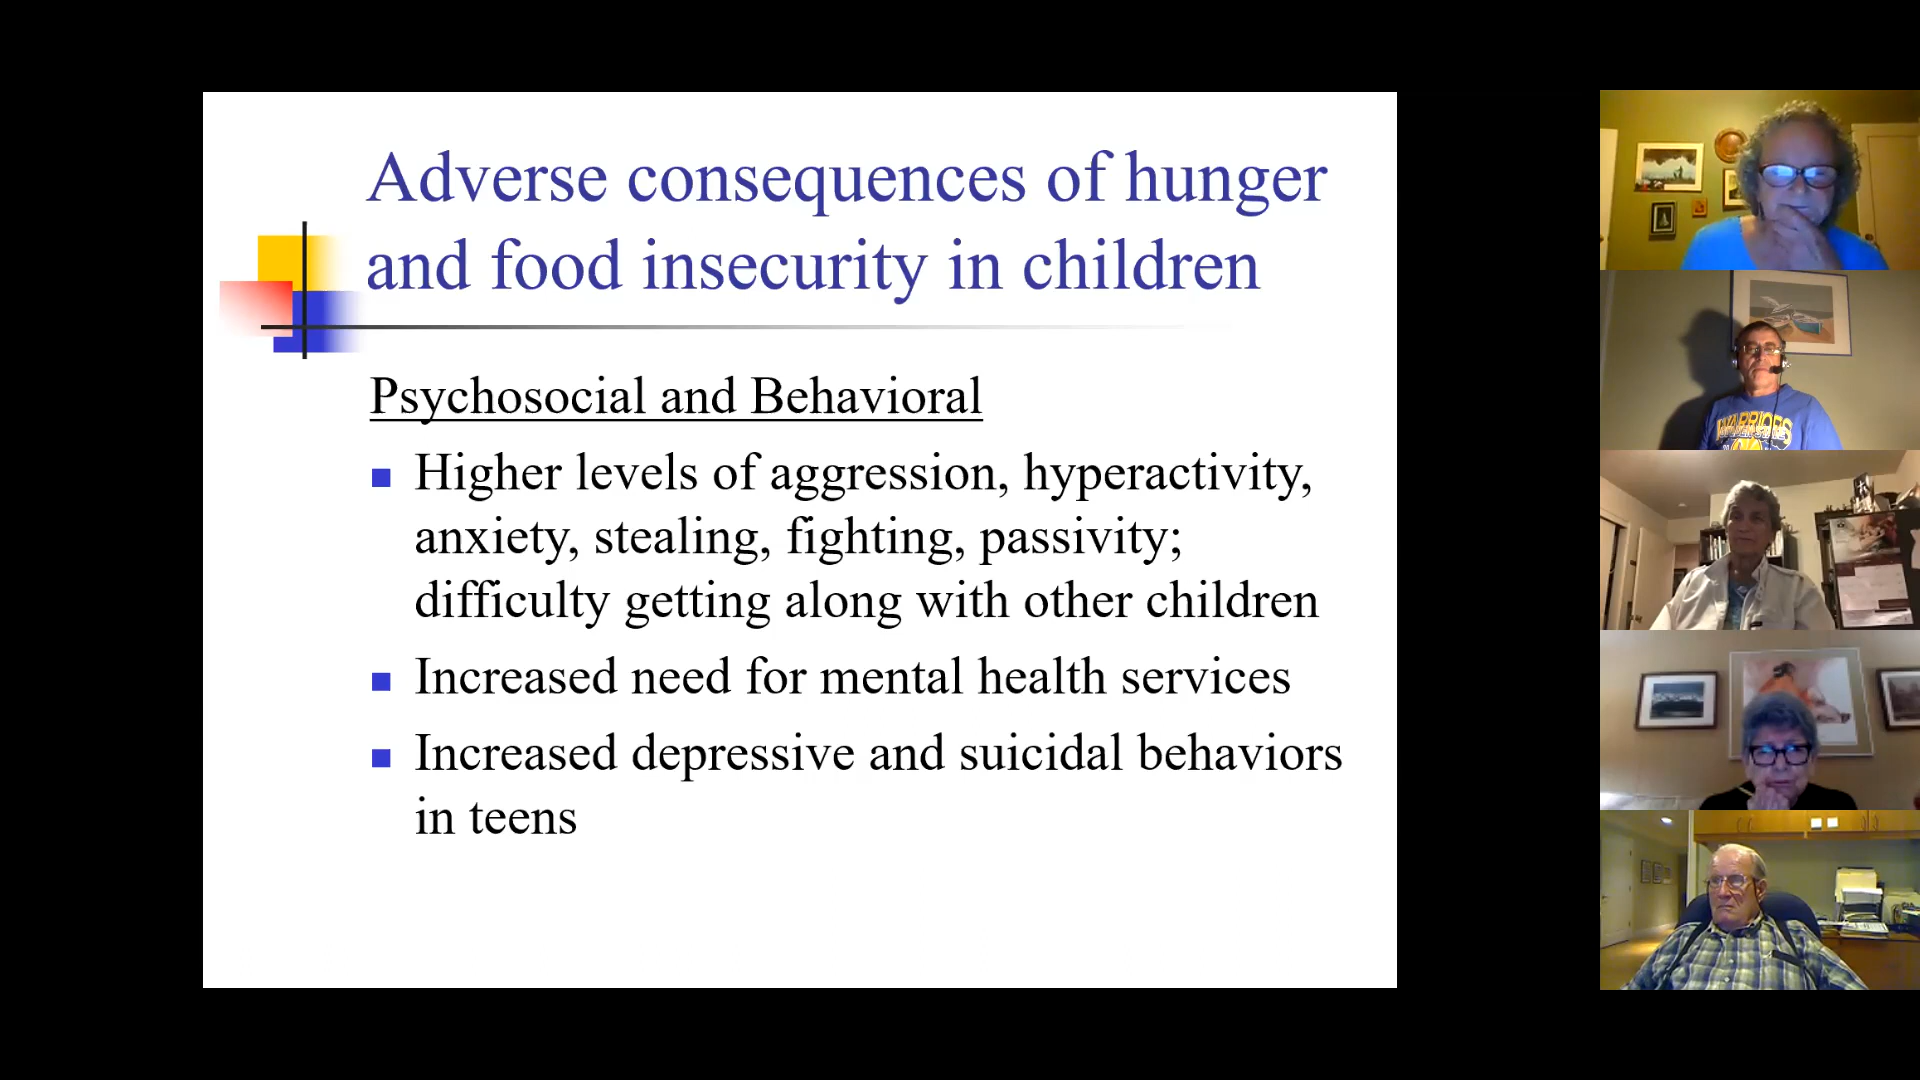 Adverse consequences of hunger
and food insecurity in children
Psychosocial and Behavioral
Higher levels of aggression, hyperactivity,
anxiety, stealing, fighting, passivity;
difficulty getting along with other children
Increased need for mental health services
Increased depressive and suicidal behaviors
in teens
WARRIORS